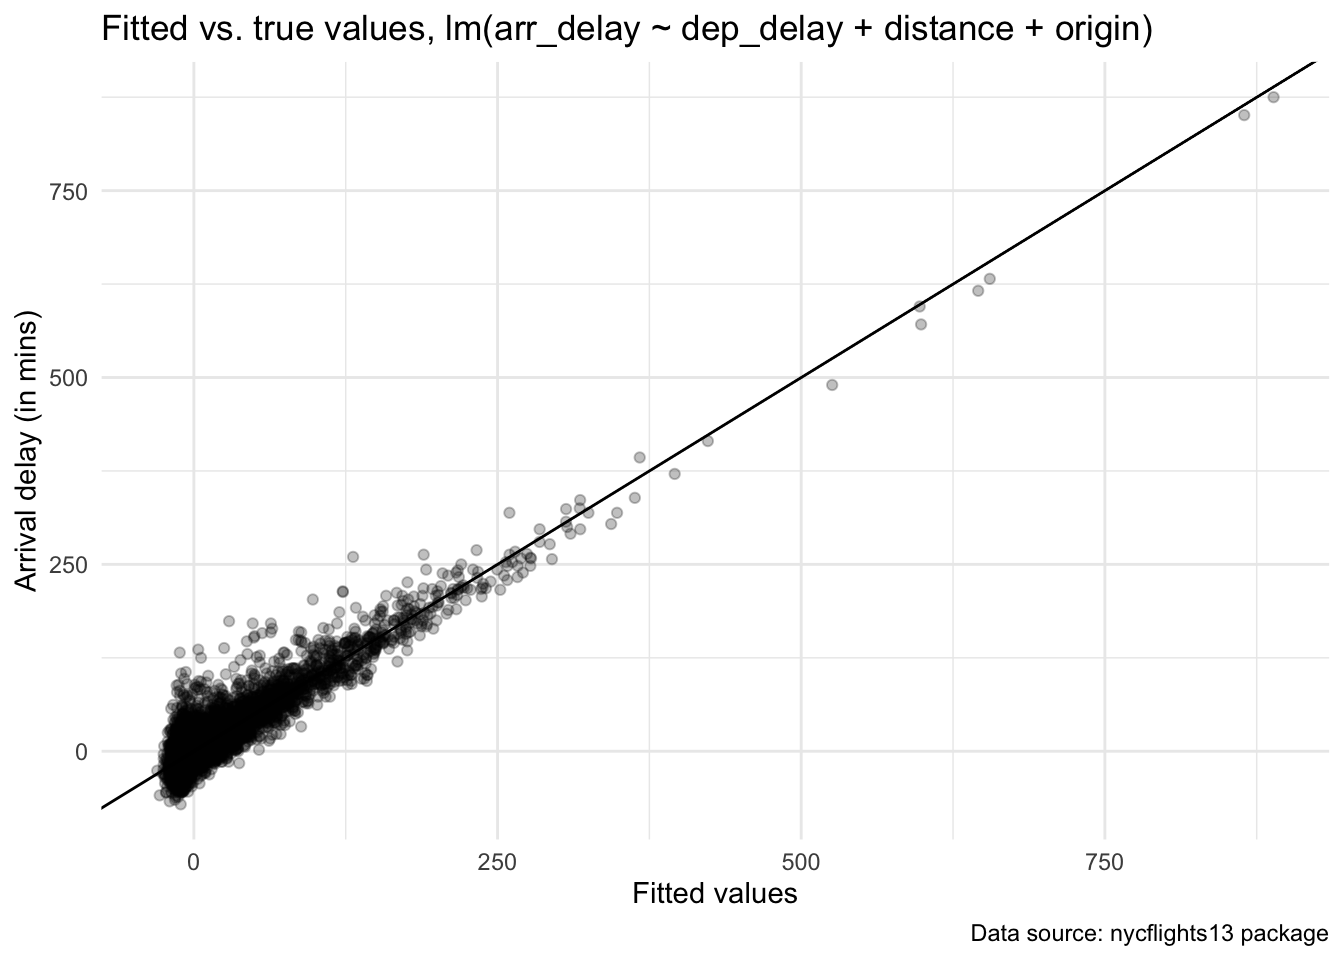 Fitted vs. true values, lm(arr_delay ~ dep_delay + distance + origin)
Arrival delay (in mins)
750
500
250
0
0
250
500
750
Fitted values
Data source: nycflights13 package